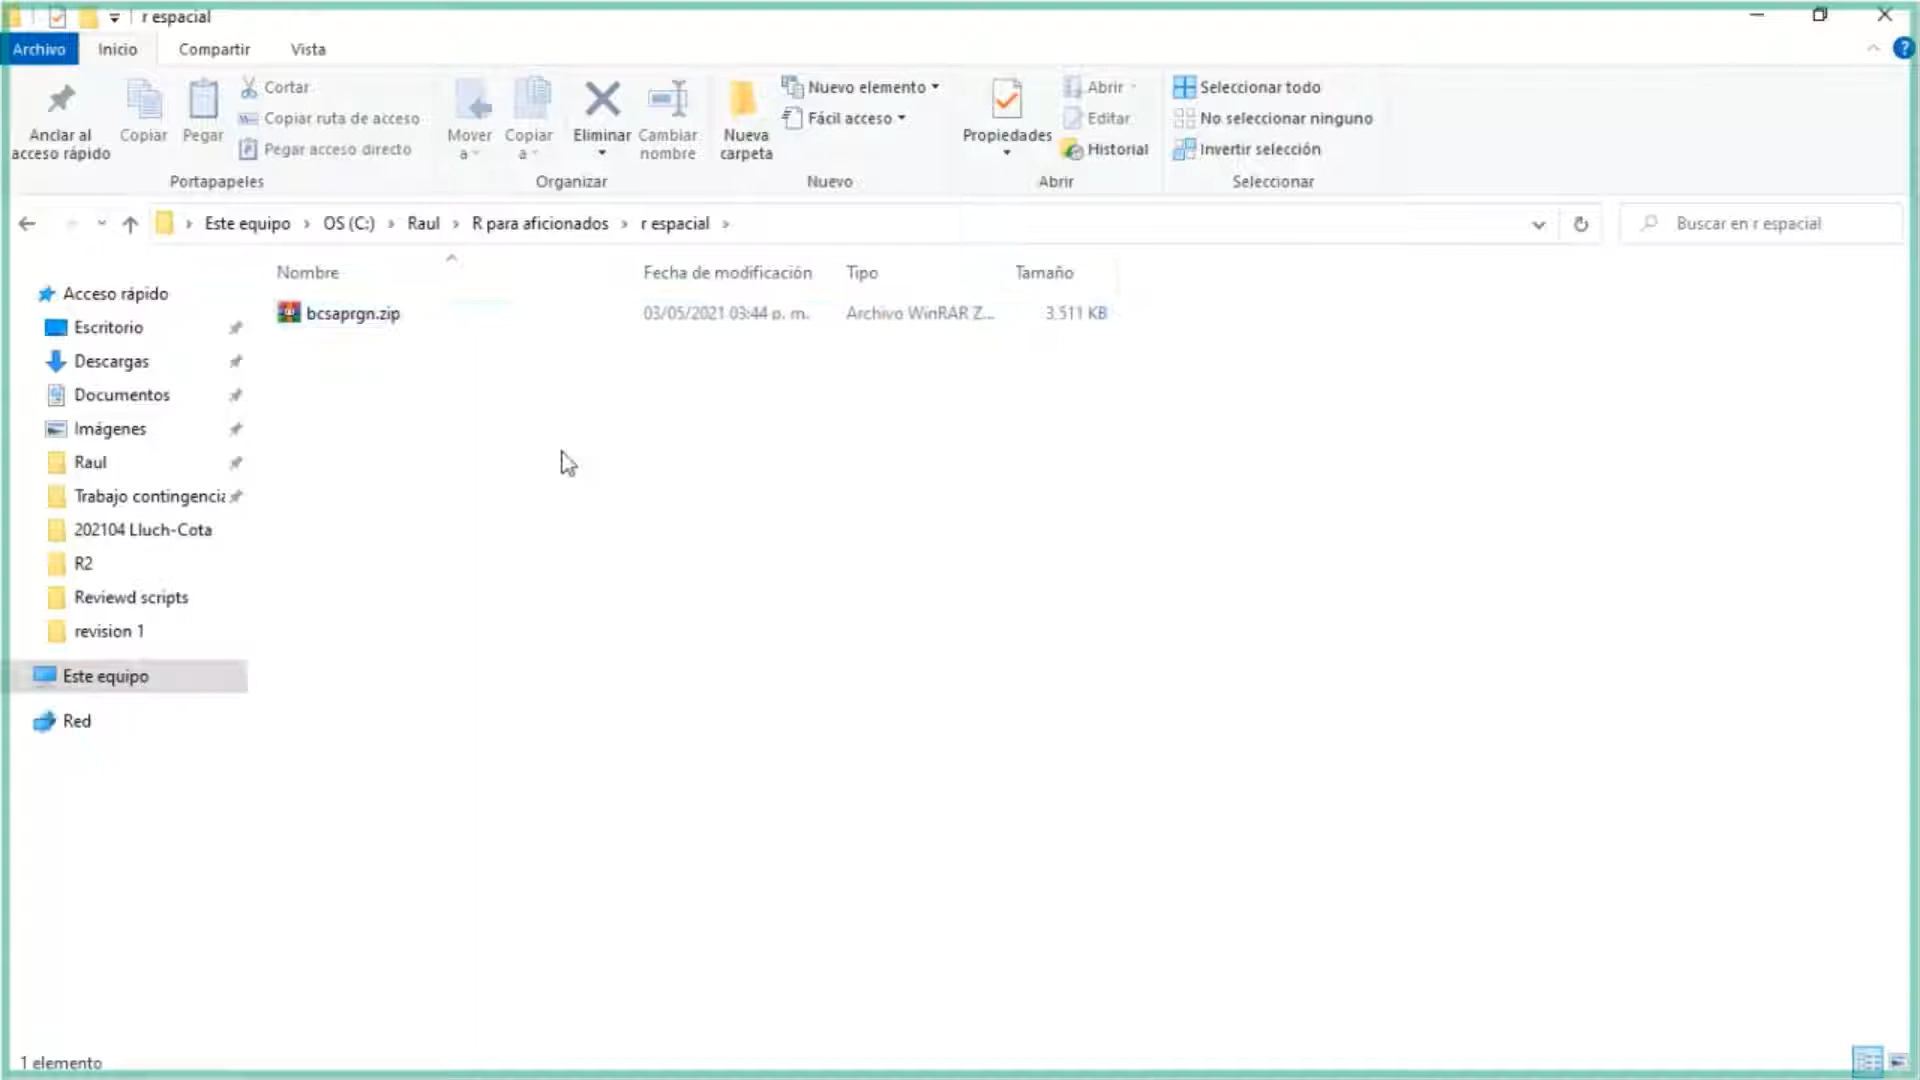 r espacial
Archivo Inicio Compartir Vista
Anclar al acceso rápido
Copiar
Pegar
Cortar
Copiar ruta de acceso
Pegar acceso directo
Portapapeles
Mover a
Copiar a
Eliminar
Cambiar nombre
Organizar
Nueva carpeta
Nuevo elemento
Fácil acceso
Nuevo
Propiedades
Abrir
Editar
Historial
Abrir
Seleccionar todo
No seleccionar ninguno
Invertir selección
Seleccionar
Este equipo > OS (C:) > Raul > R para aficionados > r espacial >
Buscar en r espacial
Nombre Fecha de modificación Tipo Tamaño
bcsaprgn.zip 03/05/2021 03:44 p. m. Archivo WinRAR Z... 3,511 KB
Acceso rápido
Escritorio
Descargas
Documentos
Imágenes
Raul
Trabajo contingencia
202104 Lluch-Cota
R2
Reviewd scripts
revision 1
Este equipo
Red
1 elemento